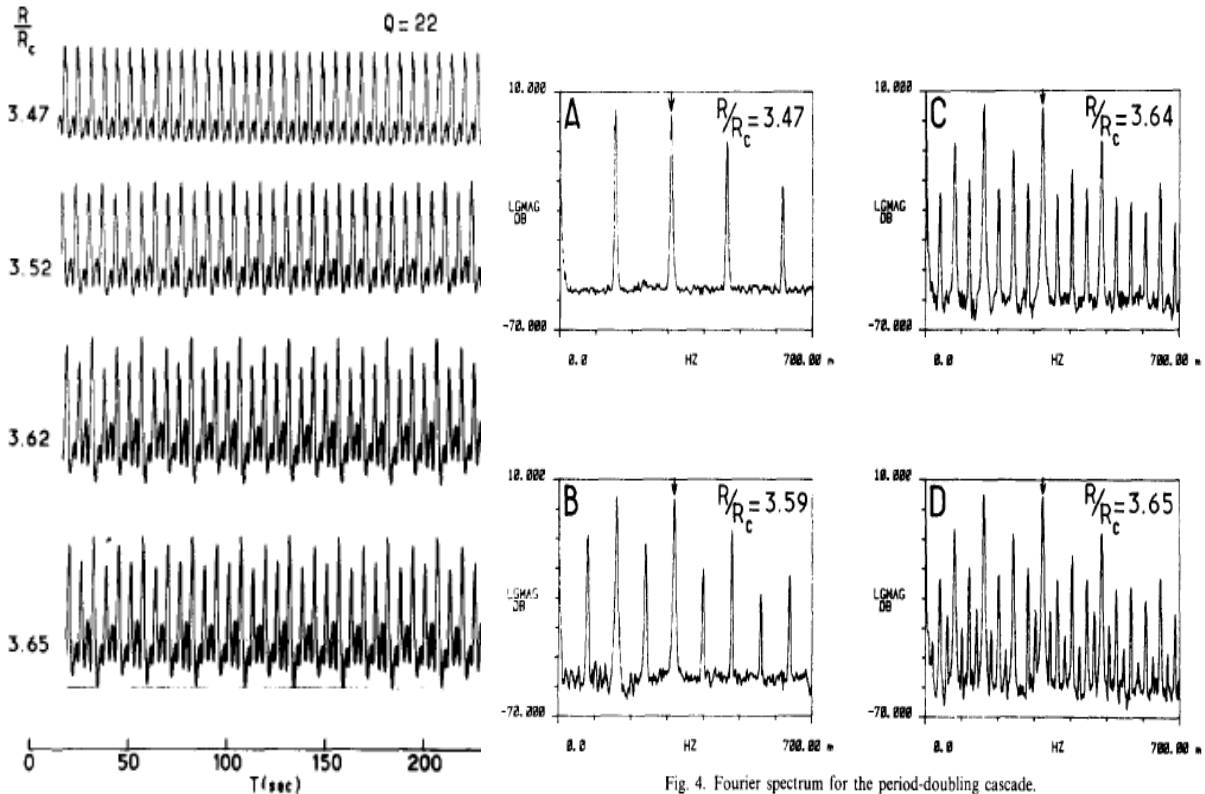 R
R_c
Q = 22
3.47
3.52
3.62
3.65
0
50
100
150
200
T(sec)
10.000
A
R/R_c = 3.47
LGMAG
DB
-70.000
0.0
HZ
700.00 m
10.000
B
R/R_c = 3.59
LGMAG
DB
-70.000
0.0
HZ
700.00 m
10.000
C
R/R_c = 3.64
LGMAG
DB
-70.000
0.0
HZ
700.00 m
10.000
D
R/R_c = 3.65
LGMAG
DB
-70.000
0.0
HZ
700.00 m
Fig. 4. Fourier spectrum for the period-doubling cascade.